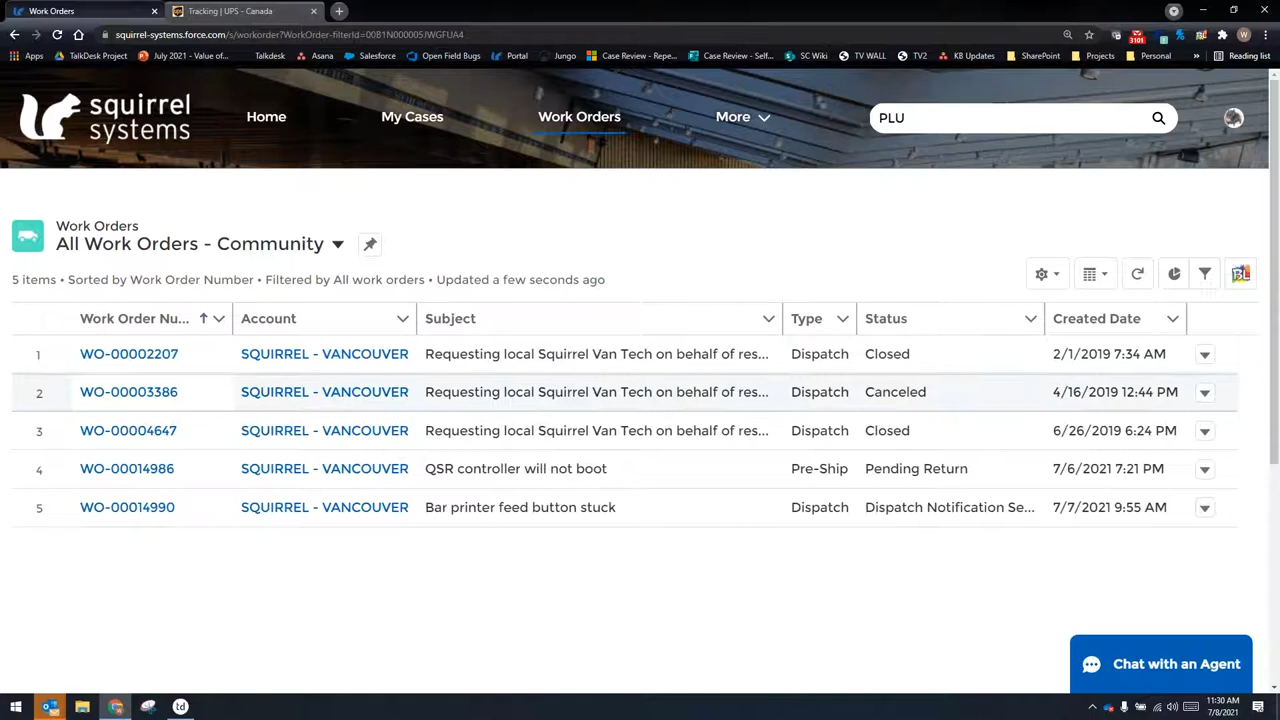 Work Orders
Tracking | UPS - Canada
squirrel-systems.force.com/s/workorder?WorkOrder-filterId=00B1N000005JWGFUA4
3101
W
Apps
TalkDesk Project
July 2021 - Value of...
Talkdesk
Asana
Salesforce
Open Field Bugs
Portal
Jungo
Case Review - Repe...
Case Review - Self...
SC Wiki
TV WALL
TV2
KB Updates
SharePoint
Projects
Personal
»
Reading list
squirrel systems
Home
My Cases
Work Orders
More
PLU
Work Orders
All Work Orders - Community
5 items • Sorted by Work Order Number • Filtered by All work orders • Updated a few seconds ago
Work Order Nu... Account Subject Type Status Created Date
1 WO-00002207 SQUIRREL - VANCOUVER Requesting local Squirrel Van Tech on behalf of res... Dispatch Closed 2/1/2019 7:34 AM
2 WO-00003386 SQUIRREL - VANCOUVER Requesting local Squirrel Van Tech on behalf of res... Dispatch Canceled 4/16/2019 12:44 PM
3 WO-00004647 SQUIRREL - VANCOUVER Requesting local Squirrel Van Tech on behalf of res... Dispatch Closed 6/26/2019 6:24 PM
4 WO-00014986 SQUIRREL - VANCOUVER QSR controller will not boot Pre-Ship Pending Return 7/6/2021 7:21 PM
5 WO-00014990 SQUIRREL - VANCOUVER Bar printer feed button stuck Dispatch Dispatch Notification Se... 7/7/2021 9:55 AM
Chat with an Agent
td
11:30 AM
7/8/2021